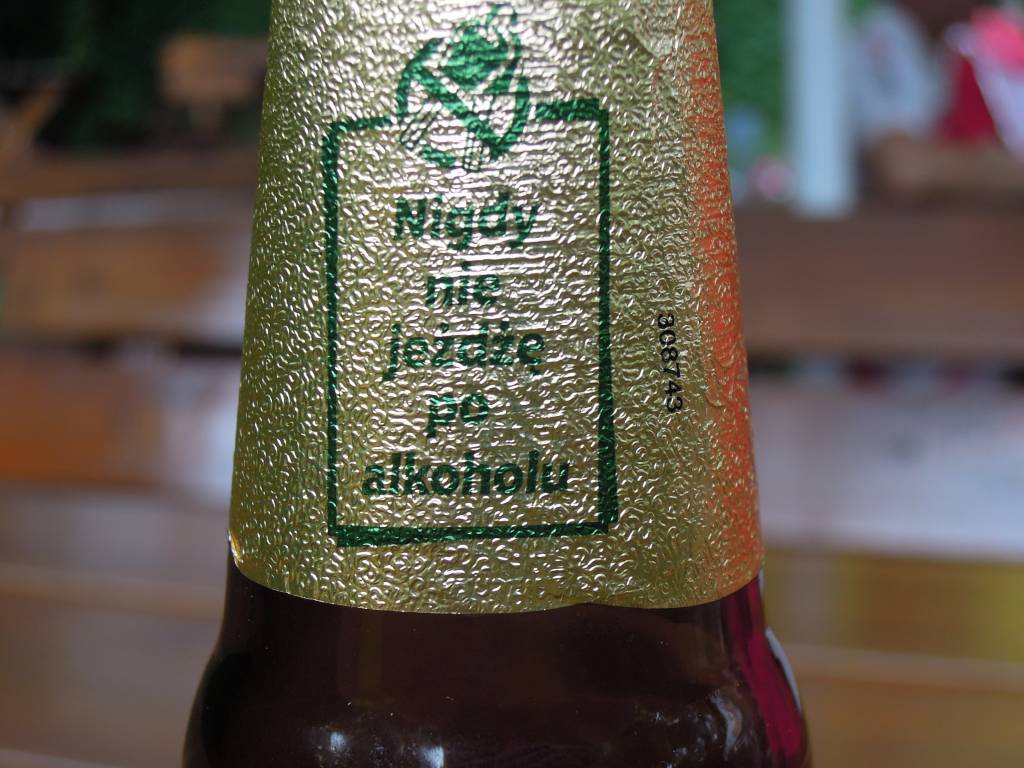 Nigdy
nie
jeżdżę
po
alkoholu
308743